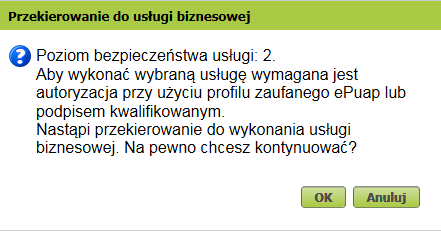 Przekierowanie do usługi biznesowej
Poziom bezpieczeństwa usługi: 2.
Aby wykonać wybraną usługę wymagana jest
autoryzacja przy użyciu profilu zaufanego ePuap lub
podpisem kwalifikowanym.
Nastąpi przekierowanie do wykonania usługi
biznesowej. Na pewno chcesz kontynuować?
OK Anuluj